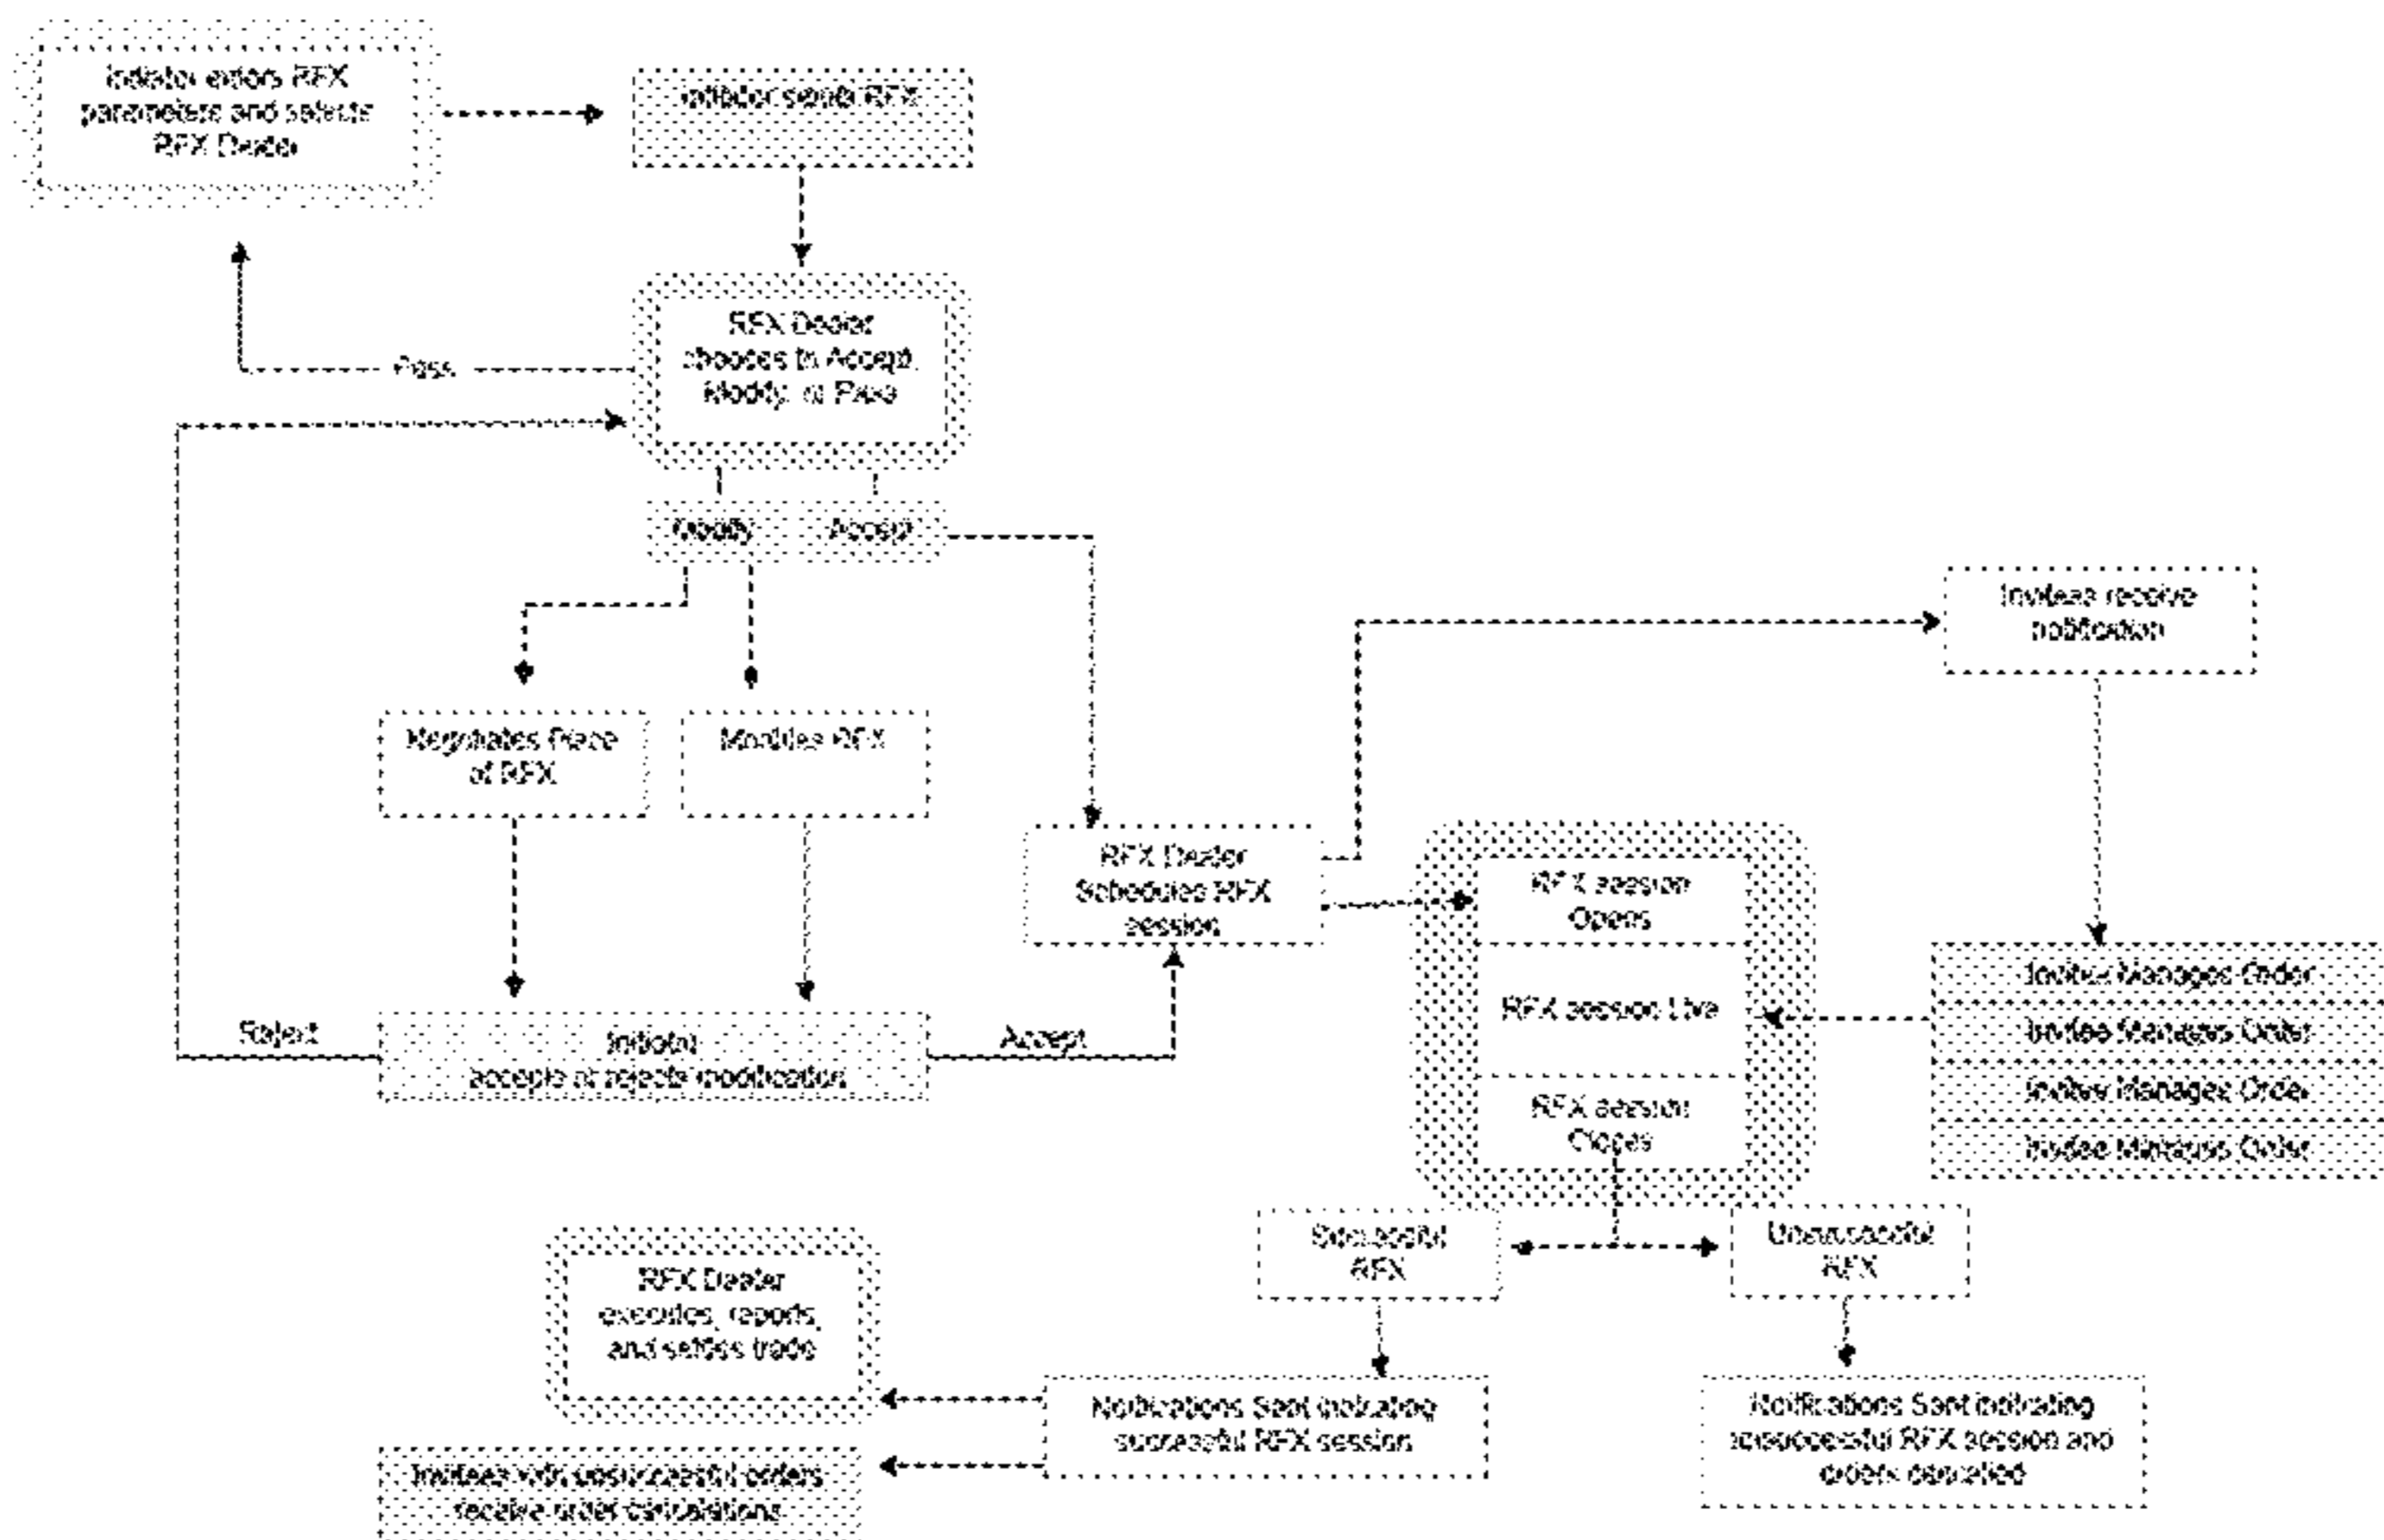 Initiator enters RFX
parameters and selects
RFX Dealer
Initiator sends RFX
RFX Dealer
chooses to Accept,
Modify, or Pass
Pass
Modify
Accept
Invitees receive
notification
Negotiates Piece
of RFX
Modifies RFX
RFX Dealer
Schedules RFX
session
RFX session
Opens
RFX session Live
RFX session
Closes
Invitee Manages Order
Invitee Manages Order
Invitee Manages Order
Invitee Manages Order
Reject
Initiator
accepts or rejects modification
Accept
Successful
RFX
Unsuccessful
RFX
RFX Dealer
executes, reports,
and settles trade
Notifications Sent indicating
successful RFX session
Notifications Sent indicating
unsuccessful RFX session and
orders cancelled
Invitees with unsuccessful orders
receive order cancelations